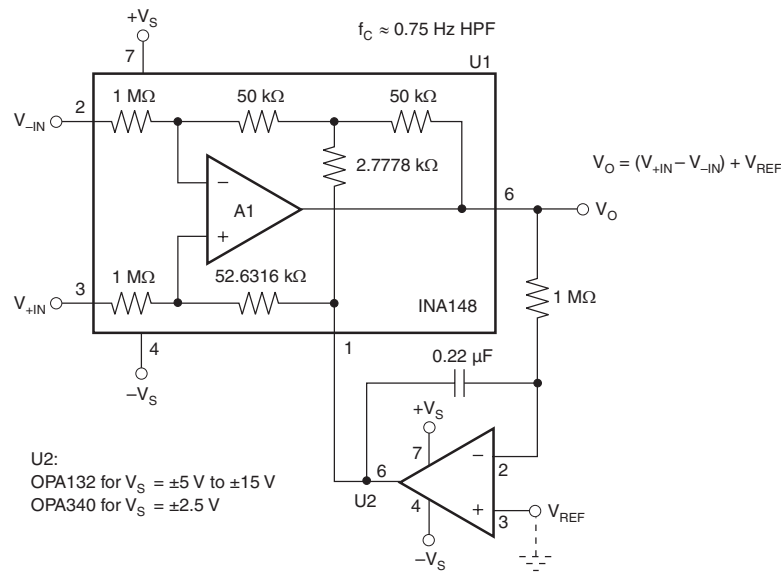 +V_S
f_C ≈ 0.75 Hz HPF
7
U1
1 MΩ
50 kΩ
50 kΩ
2
V_–IN
2.7778 kΩ
V_O = (V_+IN – V_–IN) + V_REF
–
6
A1
V_O
+
1 MΩ
52.6316 kΩ
3
1 MΩ
V_+IN
INA148
4
1
0.22 µF
–V_S
+V_S
U2:
7
–
6
2
OPA132 for V_S = ±5 V to ±15 V
U2
4
+
OPA340 for V_S = ±2.5 V
3
V_REF
–V_S